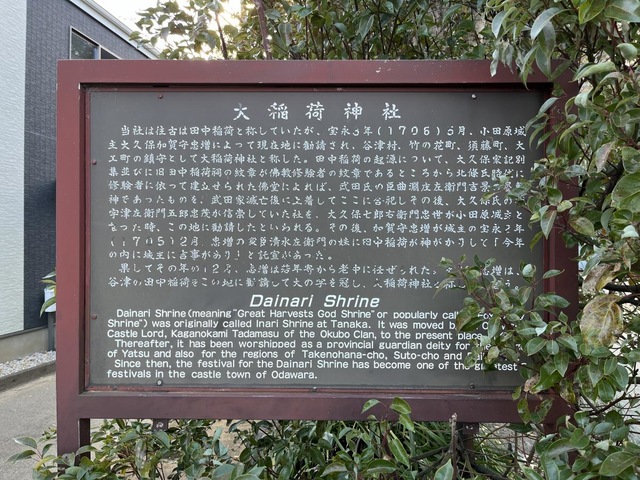 大稲荷神社
当社は往古は田中稲荷と称していたが、宝永3年(1706)3月、小田原城
主大久保加賀守忠増によって現在地に勧請され、谷津村、竹の花町、須藤町、大
工町の鎮守として大稲荷神社と称した。田中稲荷の起源について、大久保家記別
集並びに旧田中稲荷祠の紋章が佛教修験者の紋章であるところから北條氏時代に
修験者に依って建立せられた佛堂によれば、武田氏の臣曲淵庄左衛門吉景
神であったものを、武田家滅亡後に土着してここに合祀しその後、大久保氏の
宇津左衛門五郎忠茂が信崇していた社を、大久保七郎右衛門忠世が小田原城主と
なった時、この地に勧請したといわれる。その後、加賀守忠増が城主の宝永2年
(1705)2月、忠増の家臣清水左衛門の妹に田中稲荷が神がかりして「今年
の内に城主に吉事があり」と託宣があった。
果してその年の12月、忠増は若年寄から老中に任ぜられた。忠増は、
谷津の田中稲荷をこの地に勧請して大の字を冠し、大稲荷神社と
Dainari Shrine
Dainari Shrine(meaning "Great Harvests God Shrine" or popularly
Shrine") was originally called Inari Shrine at Tanaka. It was moved by
Castle Lord, Kaganokami Tadamasu of the Okubo Clan, to the present place
Thereafter, it has been worshipped as a provincial guardian deity for
of Yatsu and also for the regions of Takenohana-cho, Suto-cho and
Since then, the festival for the Dainari Shrine has become one of the greatest
festivals in the castle town of Odawara.